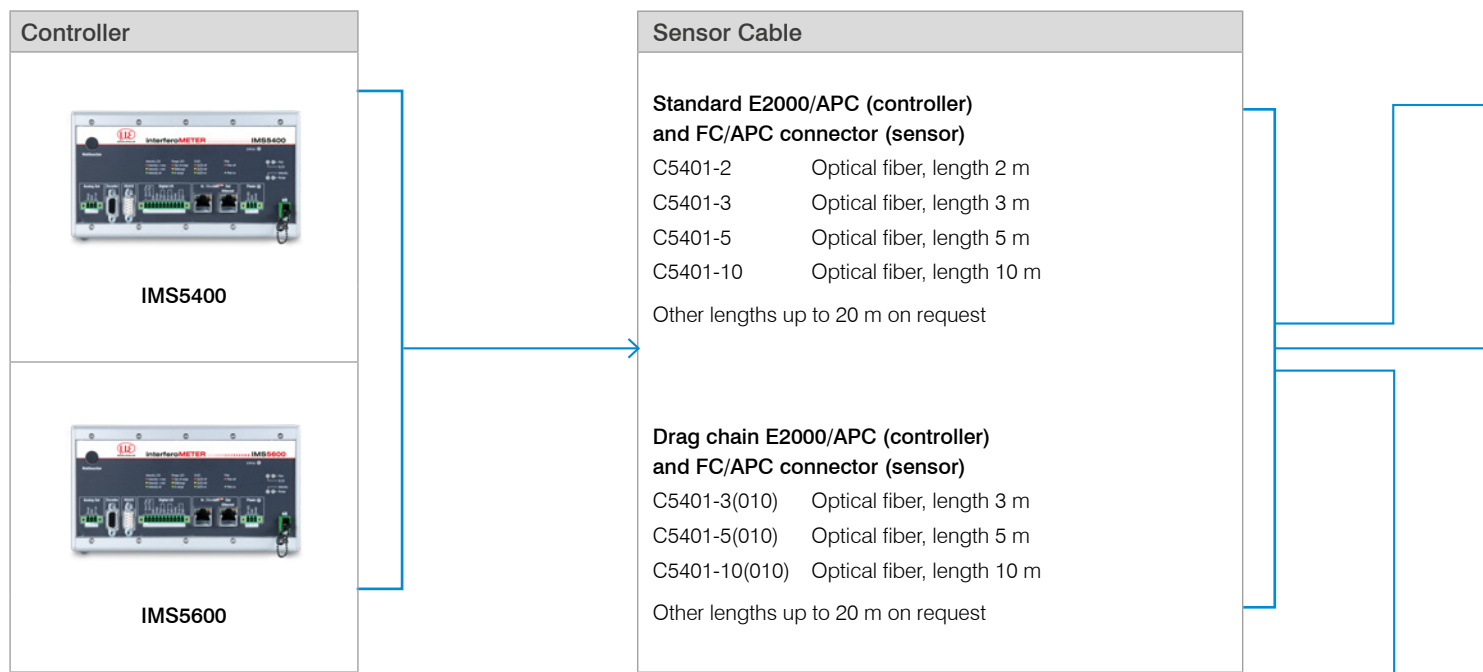 Controller
interferoMETER IMS5400
IMS5400
interferoMETER IMS5600
IMS5600
Sensor Cable
Standard E2000/APC (controller)
and FC/APC connector (sensor)
C5401-2 Optical fiber, length 2 m
C5401-3 Optical fiber, length 3 m
C5401-5 Optical fiber, length 5 m
C5401-10 Optical fiber, length 10 m
Other lengths up to 20 m on request
Drag chain E2000/APC (controller)
and FC/APC connector (sensor)
C5401-3(010) Optical fiber, length 3 m
C5401-5(010) Optical fiber, length 5 m
C5401-10(010) Optical fiber, length 10 m
Other lengths up to 20 m on request